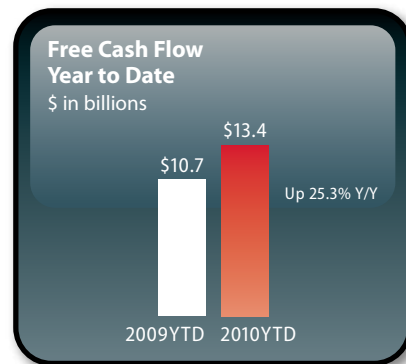 Free Cash Flow
Year to Date
$ in billions
$13.4
$10.7
Up 25.3% Y/Y
2009YTD 2010YTD